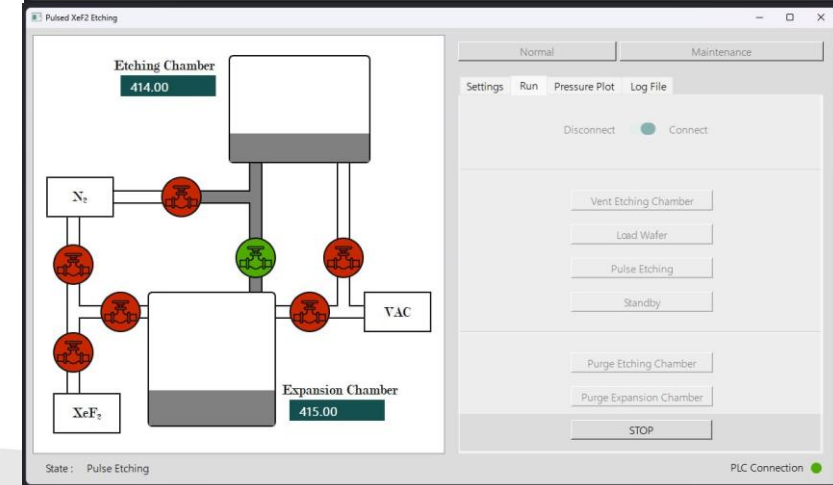 Pulsed XeF2 Etching
Normal
Maintenance
Etching Chamber
414.00
Settings Run Pressure Plot Log File
Disconnect Connect
N₂
Vent Etching Chamber
Load Wafer
Pulse Etching
Standby
VAC
Purge Etching Chamber
Purge Expansion Chamber
Expansion Chamber
415.00
XeF₂
STOP
State : Pulse Etching
PLC Connection